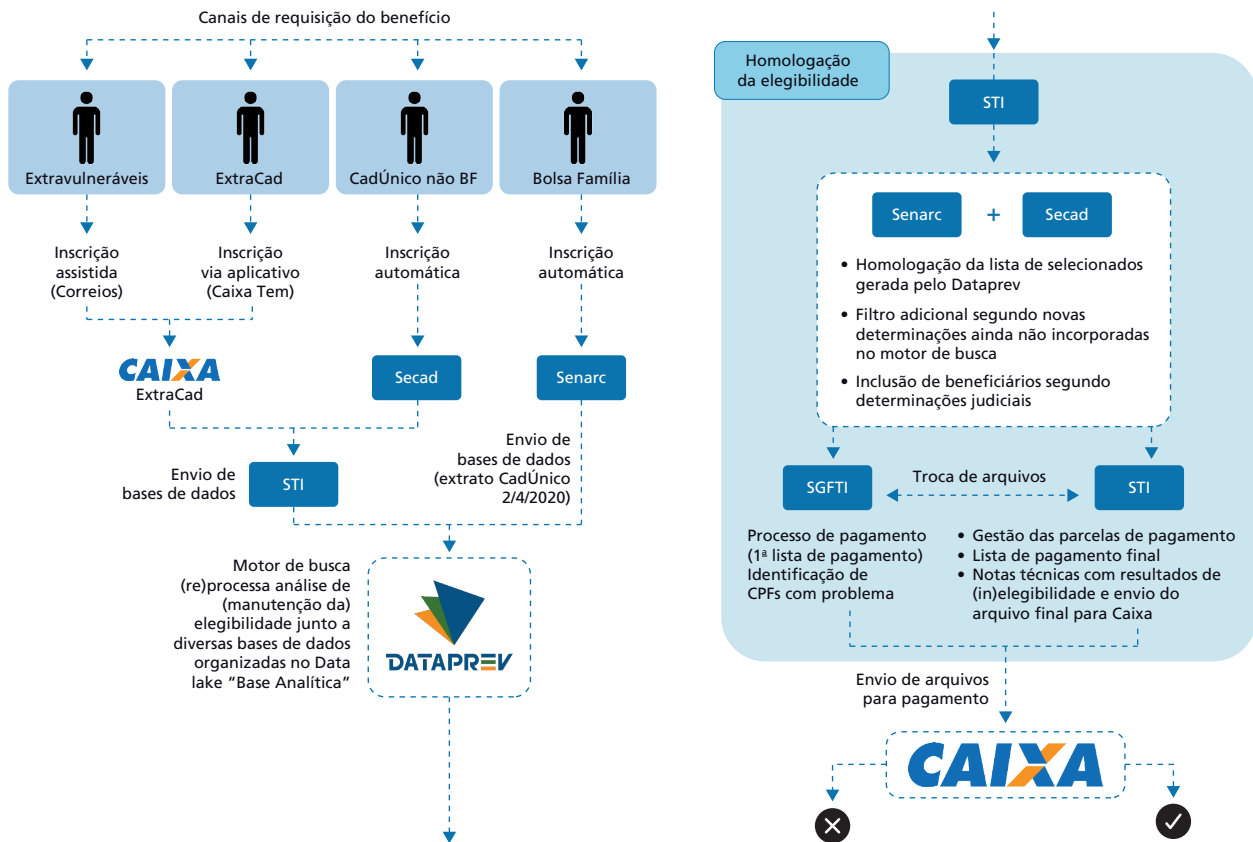 Canais de requisição do benefício
Extravulneráveis
ExtraCad
CadÚnico não BF
Bolsa Família
Inscrição
assistida
(Correios)
Inscrição
via aplicativo
(Caixa Tem)
Inscrição
automática
Inscrição
automática
CAIXA
ExtraCad
Secad
Senarc
Envio de
bases de dados
STI
Envio de
bases de dados
(extrato CadÚnico
2/4/2020)
Motor de busca
(re)processa análise de
(manutenção da)
elegibilidade junto a
diversas bases de dados
organizadas no Data
lake “Base Analítica”
DATAPREV
Homologação
da elegibilidade
STI
Senarc + Secad
• Homologação da lista de selecionados
gerada pelo Dataprev
• Filtro adicional segundo novas
determinações ainda não incorporadas
no motor de busca
• Inclusão de beneficiários segundo
determinações judiciais
SGFTI
Troca de arquivos
STI
Processo de pagamento
(1ª lista de pagamento)
Identificação de
CPFs com problema
• Gestão das parcelas de pagamento
• Lista de pagamento final
• Notas técnicas com resultados de
(in)elegibilidade e envio do
arquivo final para Caixa
Envio de arquivos
para pagamento
CAIXA